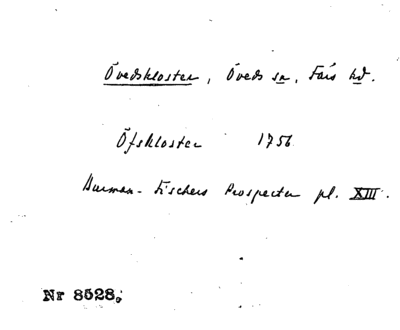 Övedskloster, Öveds sn, Färs hd.
Öfskloster 1756
Burman-Fischers Prospecter pl. XIII.
Nr 8528.